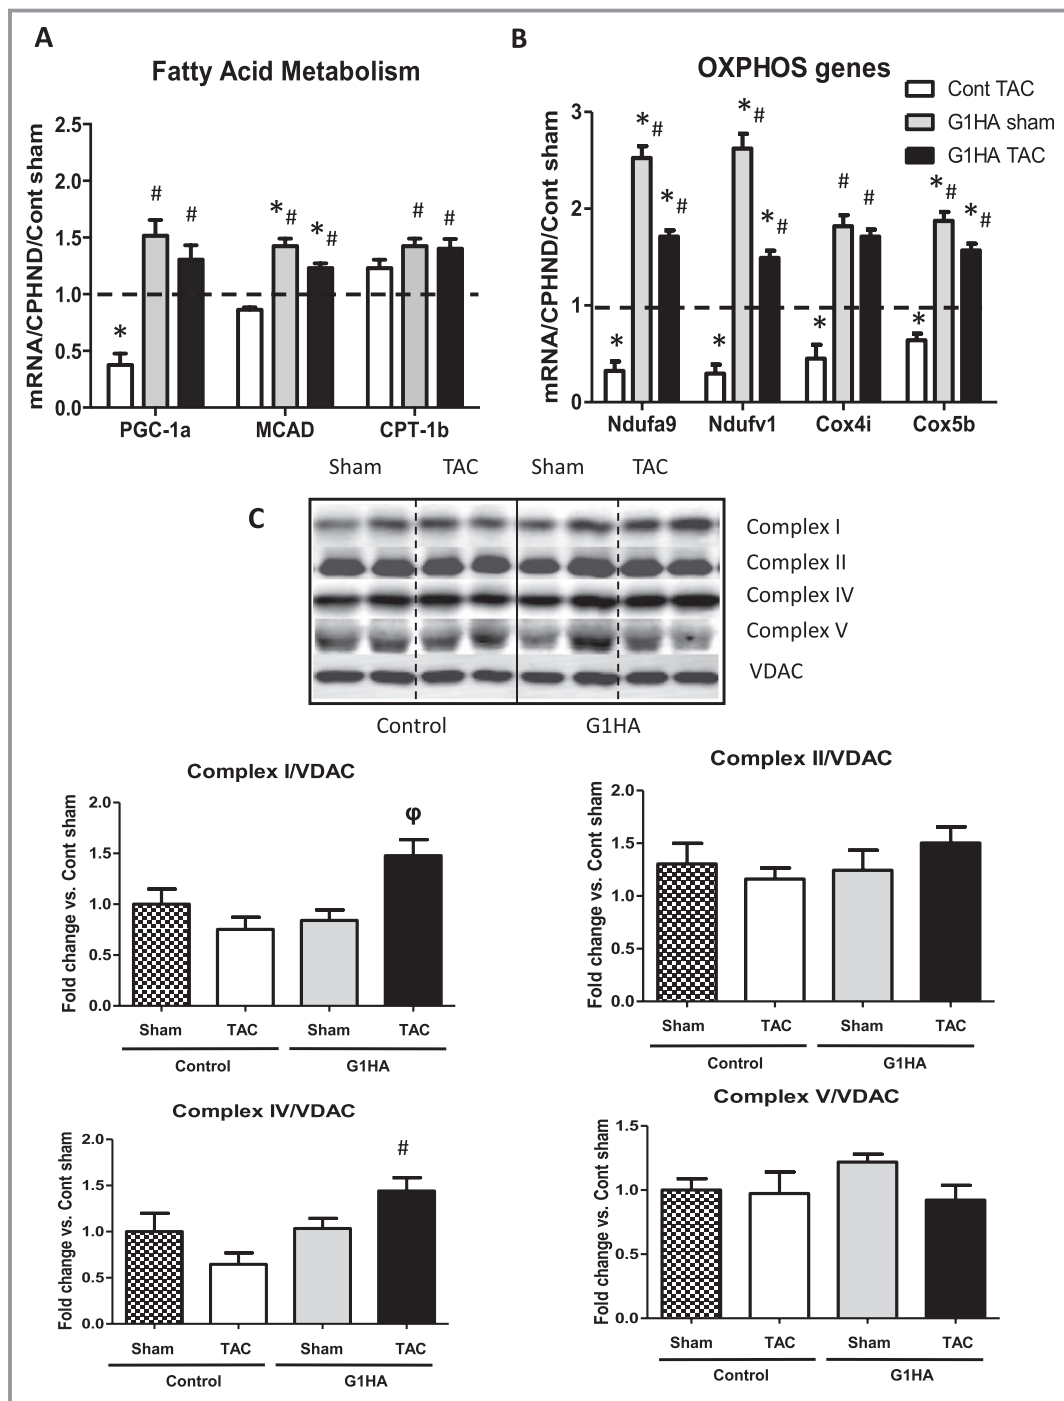 A
B
Fatty Acid Metabolism
OXPHOS genes
Cont TAC
G1HA sham
G1HA TAC
mRNA/CPHND/Cont sham
2.5
2.0
1.5
1.0
0.5
0.0
*
#
#
*#
*#
#
#
PGC-1a MCAD CPT-1b
mRNA/CPHND/Cont sham
3
2
1
0
*
*#
*#
*
*#
*#
*
#
#
*
*#
*#
Ndufa9 Ndufv1 Cox4i Cox5b
C
Sham TAC Sham TAC
Complex I
Complex II
Complex IV
Complex V
VDAC
Control G1HA
Complex I/VDAC
Fold change vs. Cont sham
2.0
1.5
1.0
0.5
0.0
φ
Sham TAC Sham TAC
Control G1HA
Complex II/VDAC
Fold change vs. Cont sham
2.0
1.5
1.0
0.5
0.0
Sham TAC Sham TAC
Control G1HA
Complex IV/VDAC
Fold change vs. Cont sham
2.0
1.5
1.0
0.5
0.0
#
Sham TAC Sham TAC
Control G1HA
Complex V/VDAC
Fold change vs. Cont sham
1.5
1.0
0.5
0.0
Sham TAC Sham TAC
Control G1HA